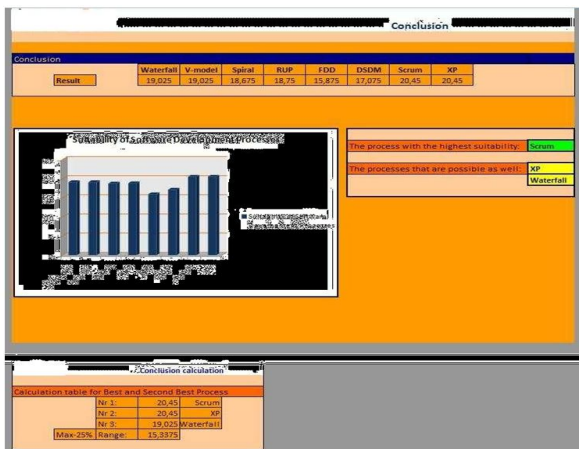 Conclusion
Conclusion
Waterfall V-model Spiral RUP FDD DSDM Scrum XP
Result 19,025 19,025 18,675 18,75 15,875 17,075 20,45 20,45
Suitability of Software Development Processes
The process with the highest suitability: Scrum
The processes that are possible as well: XP
Waterfall
Conclusion calculation
Calculation table for Best and Second Best Process
Nr 1: 20,45 Scrum
Nr 2: 20,45 XP
Nr 3: 19,025 Waterfall
Max-25% Range: 15,3375